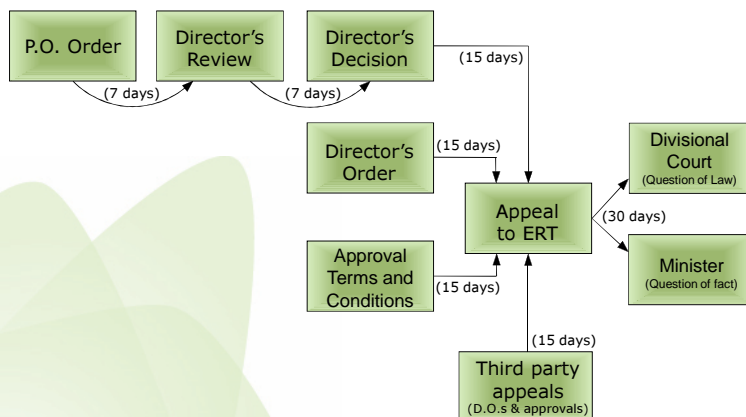 P.O. Order
Director's
Review
Director's
Decision
(7 days)
(7 days)
(15 days)
Director's
Order
(15 days)
Appeal
to ERT
Divisional
Court
(Question of Law)
(30 days)
Minister
(Question of fact)
Approval
Terms and
Conditions
(15 days)
(15 days)
Third party
appeals
(D.O.s & approvals)